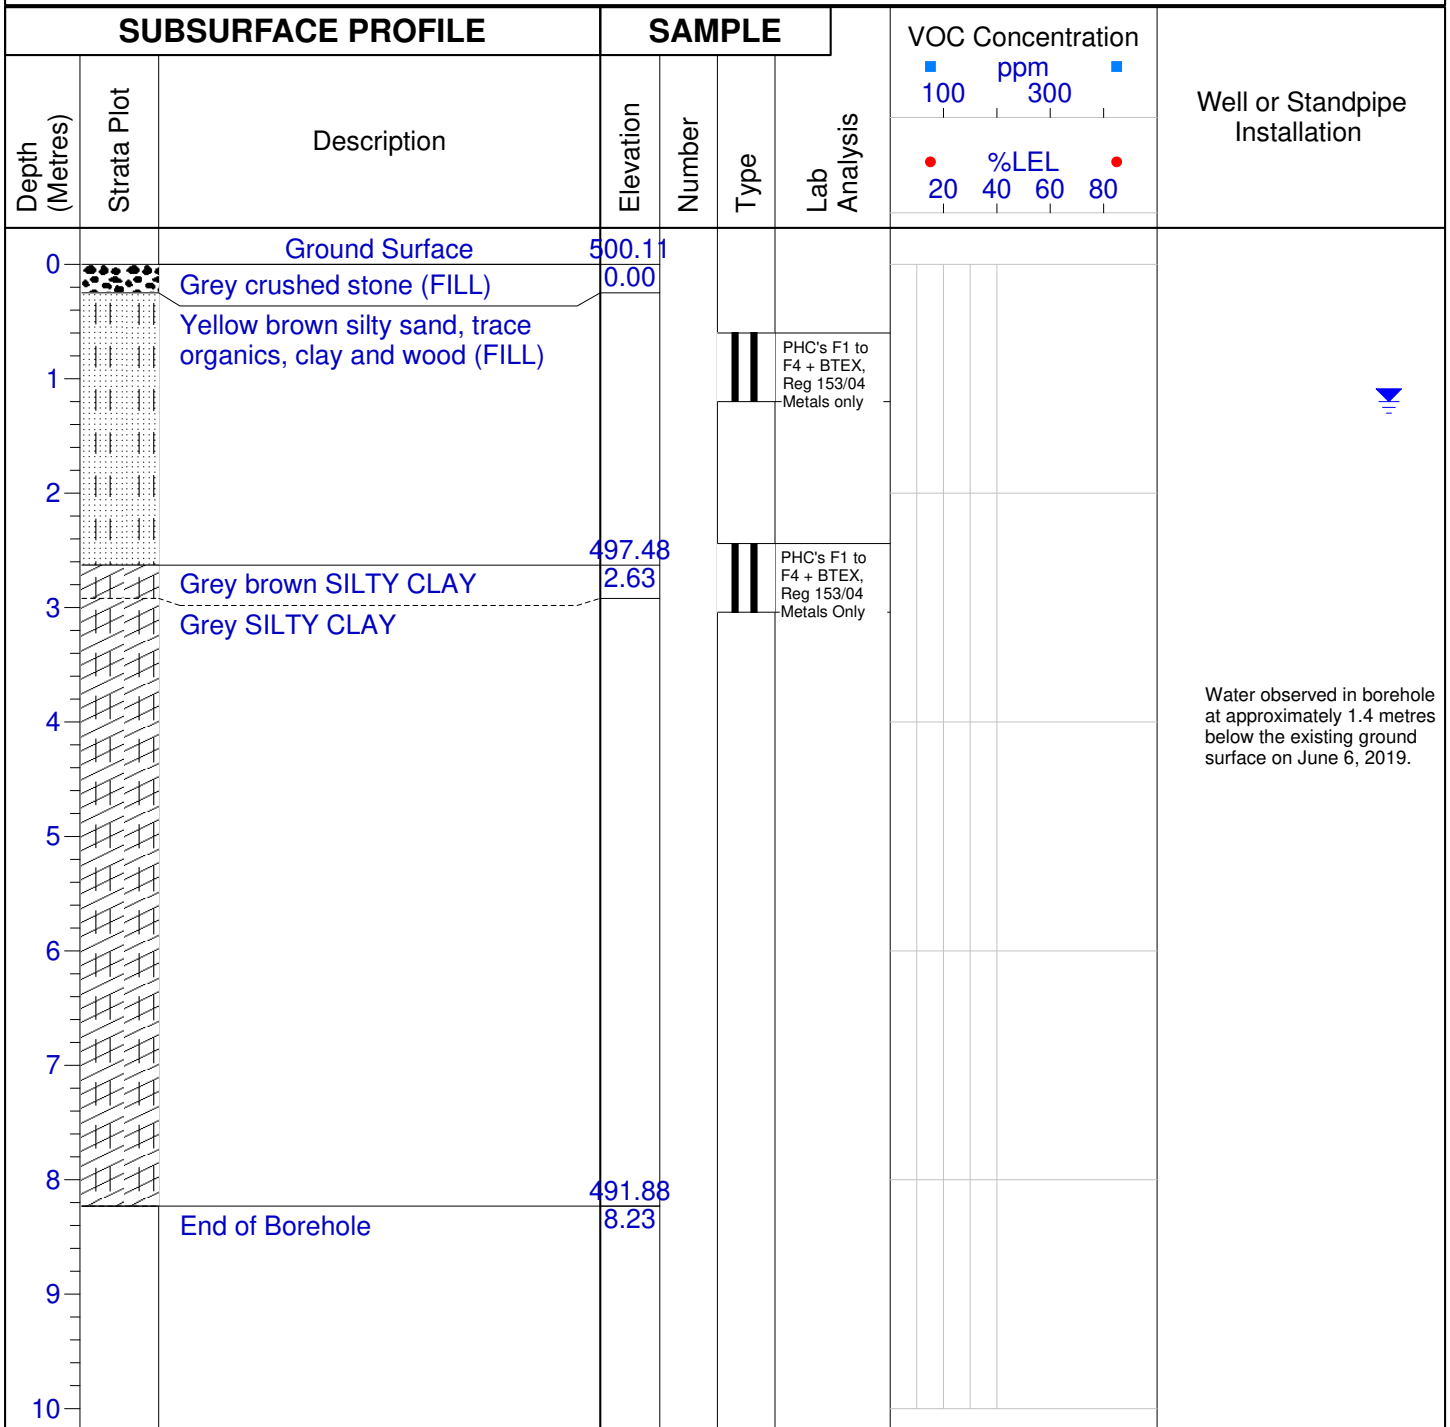 SUBSURFACE PROFILE
SAMPLE
Depth
(Metres)
Strata Plot
Description
Elevation
Number
Type
Lab
Analysis
VOC Concentration
ppm
100 300
%LEL
20 40 60 80
Well or Standpipe
Installation
0
Ground Surface
500.11
0.00
Grey crushed stone (FILL)
Yellow brown silty sand, trace
organics, clay and wood (FILL)
PHC's F1 to
F4 + BTEX,
Reg 153/04
Metals only
1
2
497.48
2.63
Grey brown SILTY CLAY
PHC's F1 to
F4 + BTEX,
Reg 153/04
Metals Only
3
Grey SILTY CLAY
4
Water observed in borehole
at approximately 1.4 metres
below the existing ground
surface on June 6, 2019.
5
6
7
8
491.88
8.23
End of Borehole
9
10